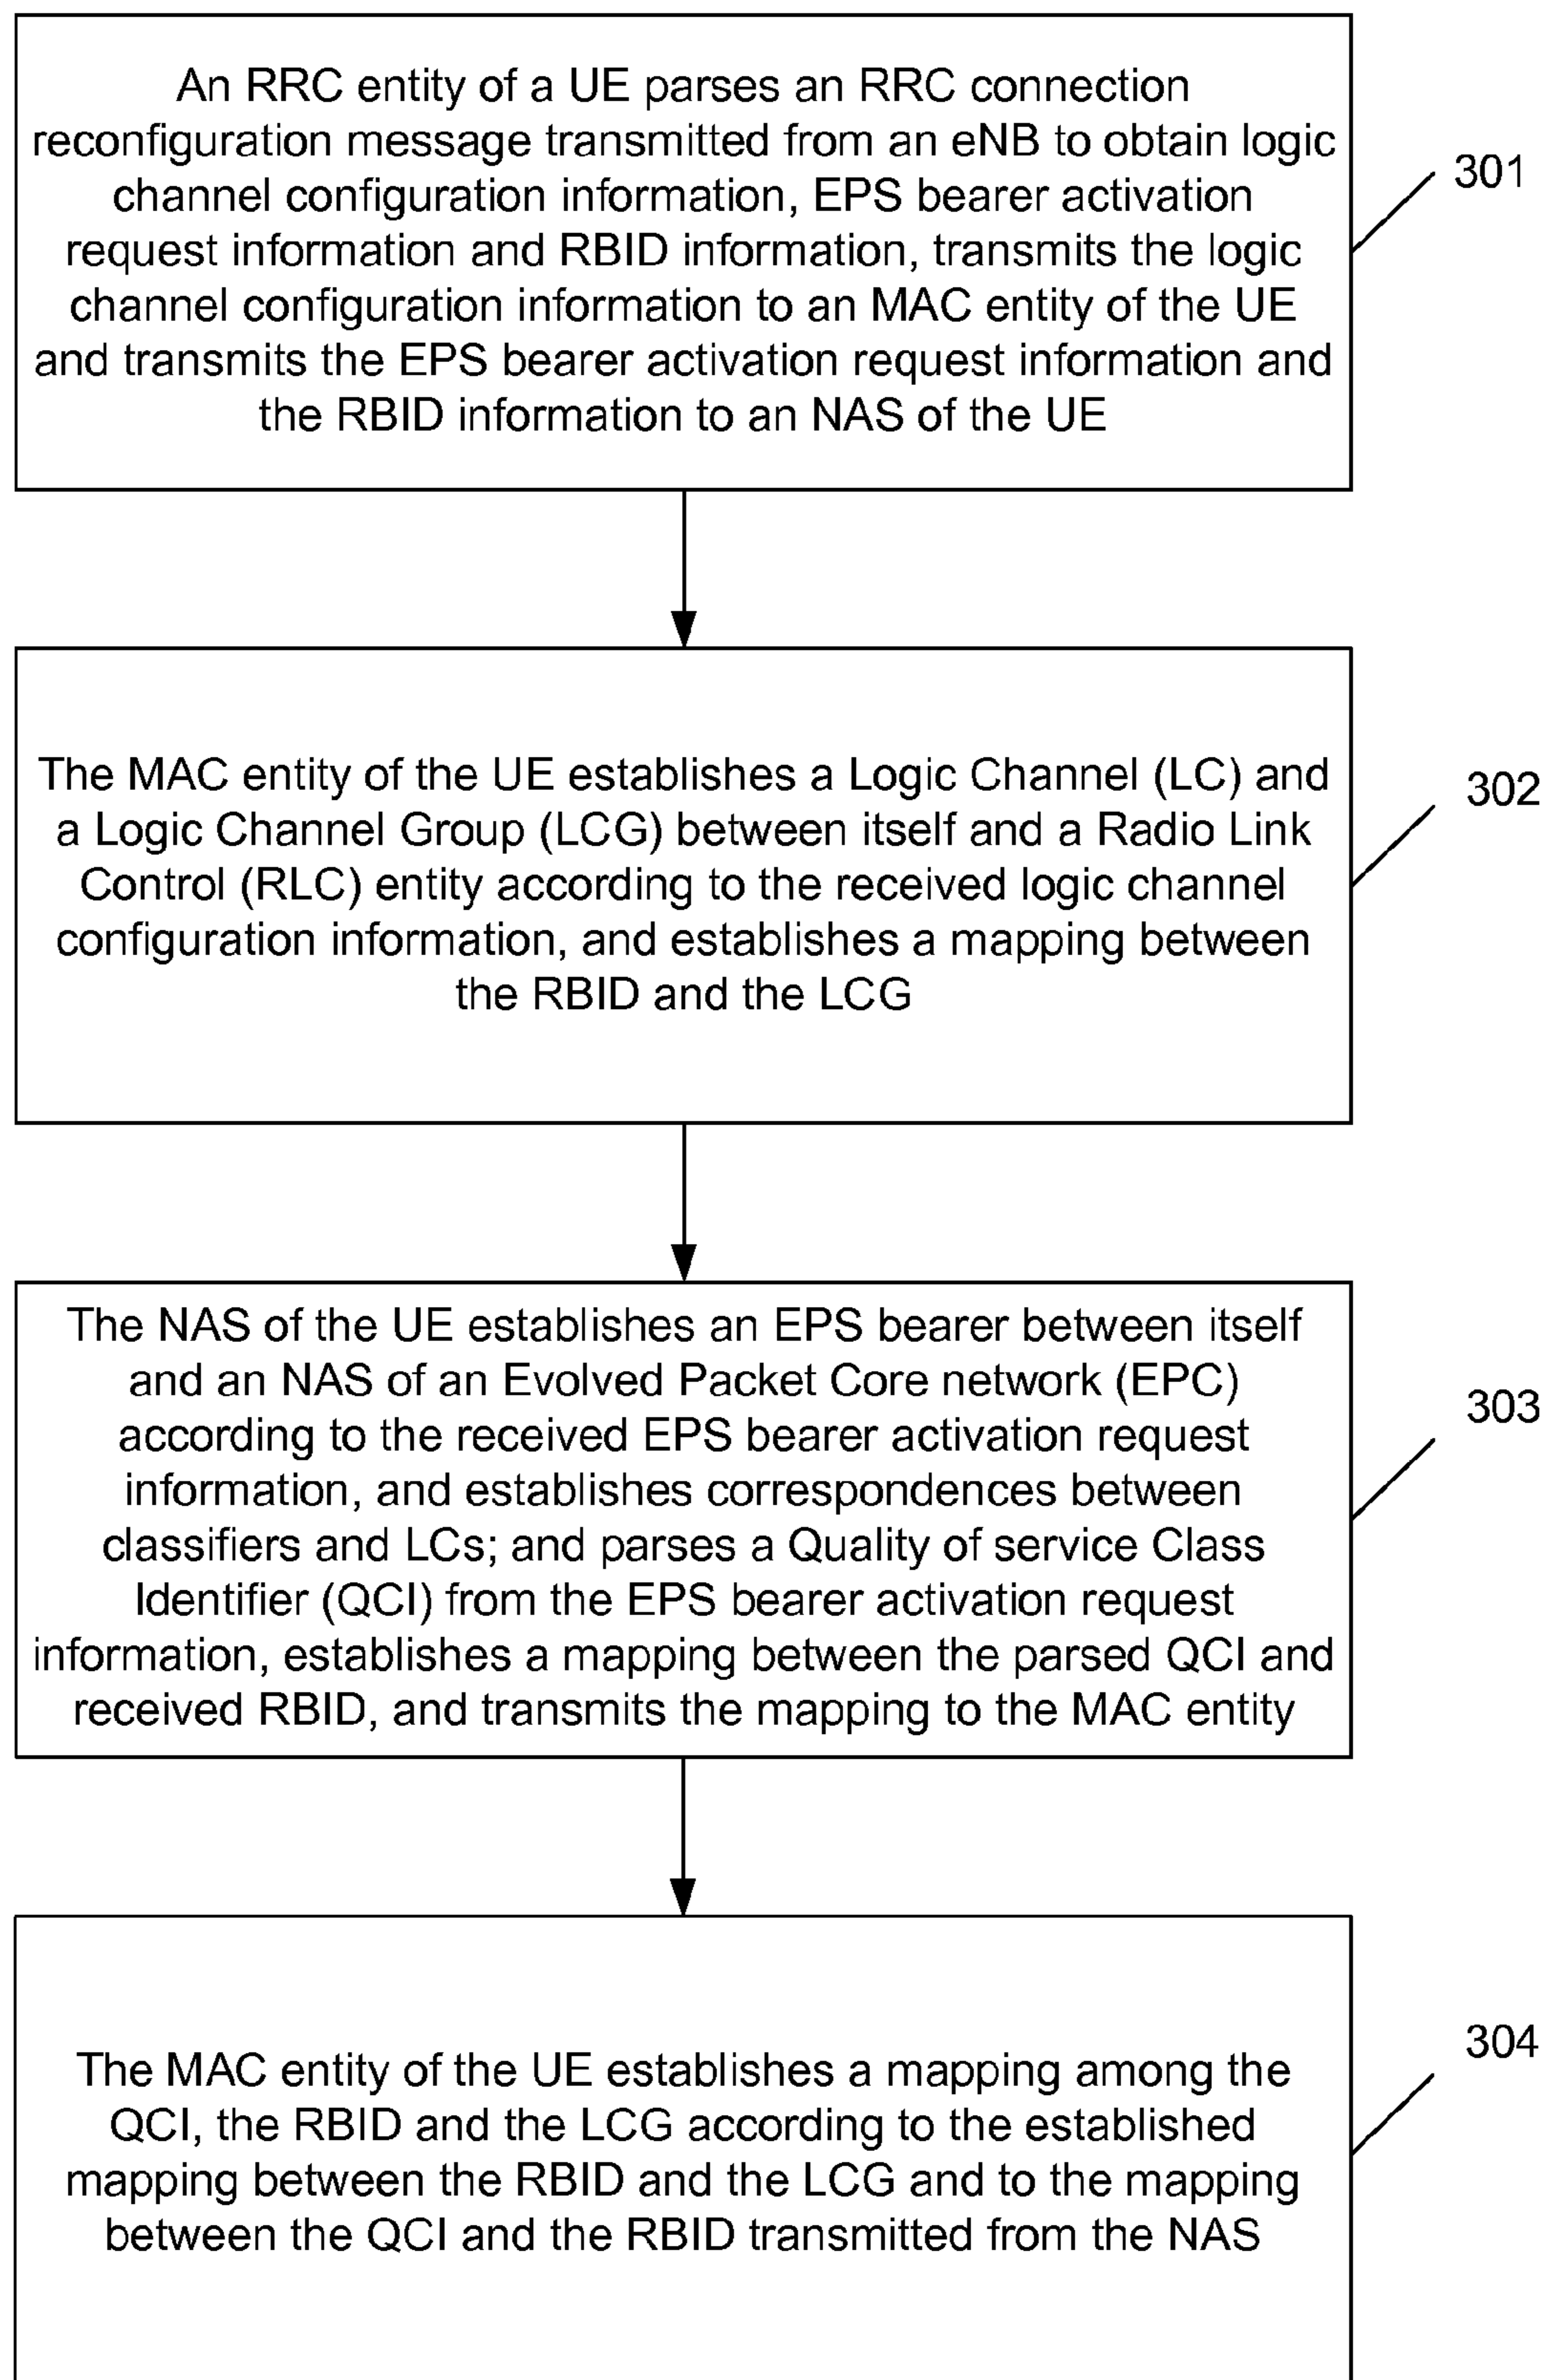 An RRC entity of a UE parses an RRC connection
reconfiguration message transmitted from an eNB to obtain logic
channel configuration information, EPS bearer activation
request information and RBID information, transmits the logic
channel configuration information to an MAC entity of the UE
and transmits the EPS bearer activation request information and
the RBID information to an NAS of the UE
301
The MAC entity of the UE establishes a Logic Channel (LC) and
a Logic Channel Group (LCG) between itself and a Radio Link
Control (RLC) entity according to the received logic channel
configuration information, and establishes a mapping between
the RBID and the LCG
302
The NAS of the UE establishes an EPS bearer between itself
and an NAS of an Evolved Packet Core network (EPC)
according to the received EPS bearer activation request
information, and establishes correspondences between
classifiers and LCs; and parses a Quality of service Class
Identifier (QCI) from the EPS bearer activation request
information, establishes a mapping between the parsed QCI and
received RBID, and transmits the mapping to the MAC entity
303
The MAC entity of the UE establishes a mapping among the
QCI, the RBID and the LCG according to the established
mapping between the RBID and the LCG and to the mapping
between the QCI and the RBID transmitted from the NAS
304